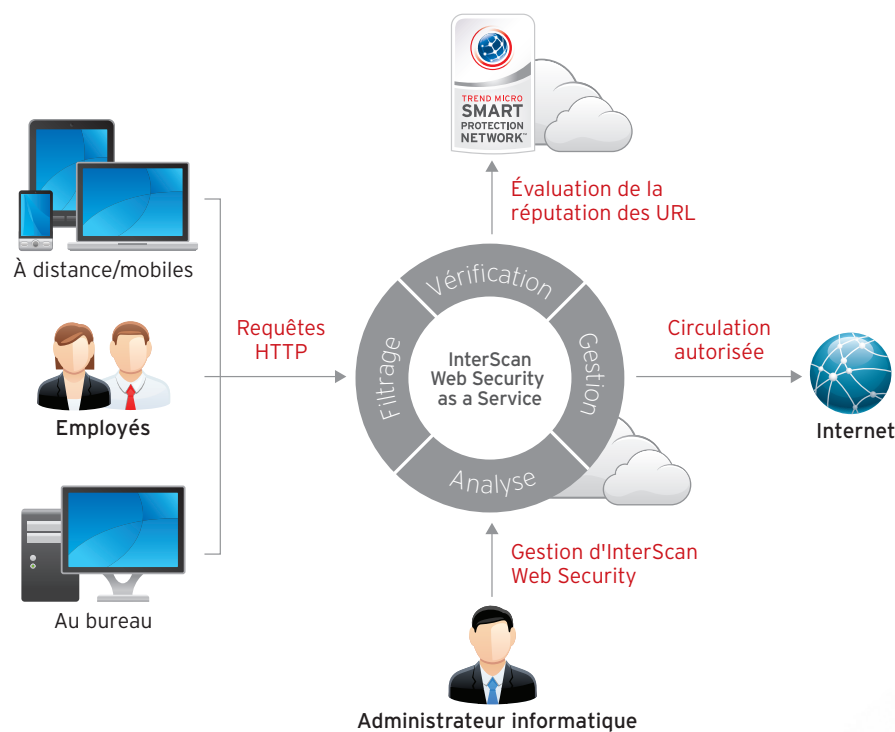 TREND MICRO
SMART
PROTECTION
NETWORK™
Évaluation de la
réputation des URL
À distance/mobiles
Requêtes
HTTP
Employés
Au bureau
Vérification
Filtrage
Gestion
Analyse
InterScan
Web Security
as a Service
Circulation
autorisée
Internet
Gestion d'InterScan
Web Security
Administrateur informatique